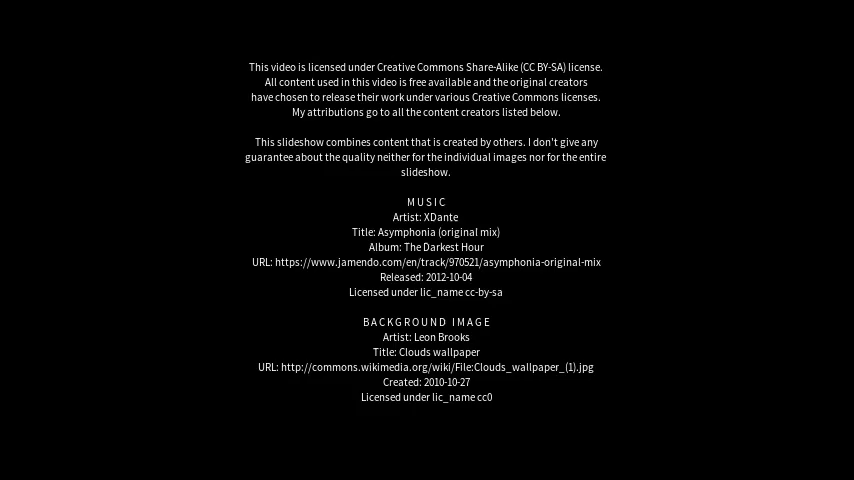 This video is licensed under Creative Commons Share-Alike (CC BY-SA) license.
All content used in this video is free available and the original creators
have chosen to release their work under various Creative Commons licenses.
My attributions go to all the content creators listed below.
This slideshow combines content that is created by others. I don't give any
guarantee about the quality neither for the individual images nor for the entire
slideshow.
MUSIC
Artist: XDante
Title: Asymphonia (original mix)
Album: The Darkest Hour
URL: https://www.jamendo.com/en/track/970521/asymphonia-original-mix
Released: 2012-10-04
Licensed under lic_name cc-by-sa
BACKGROUND IMAGE
Artist: Leon Brooks
Title: Clouds wallpaper
URL: http://commons.wikimedia.org/wiki/File:Clouds_wallpaper_(1).jpg
Created: 2010-10-27
Licensed under lic_name cc0